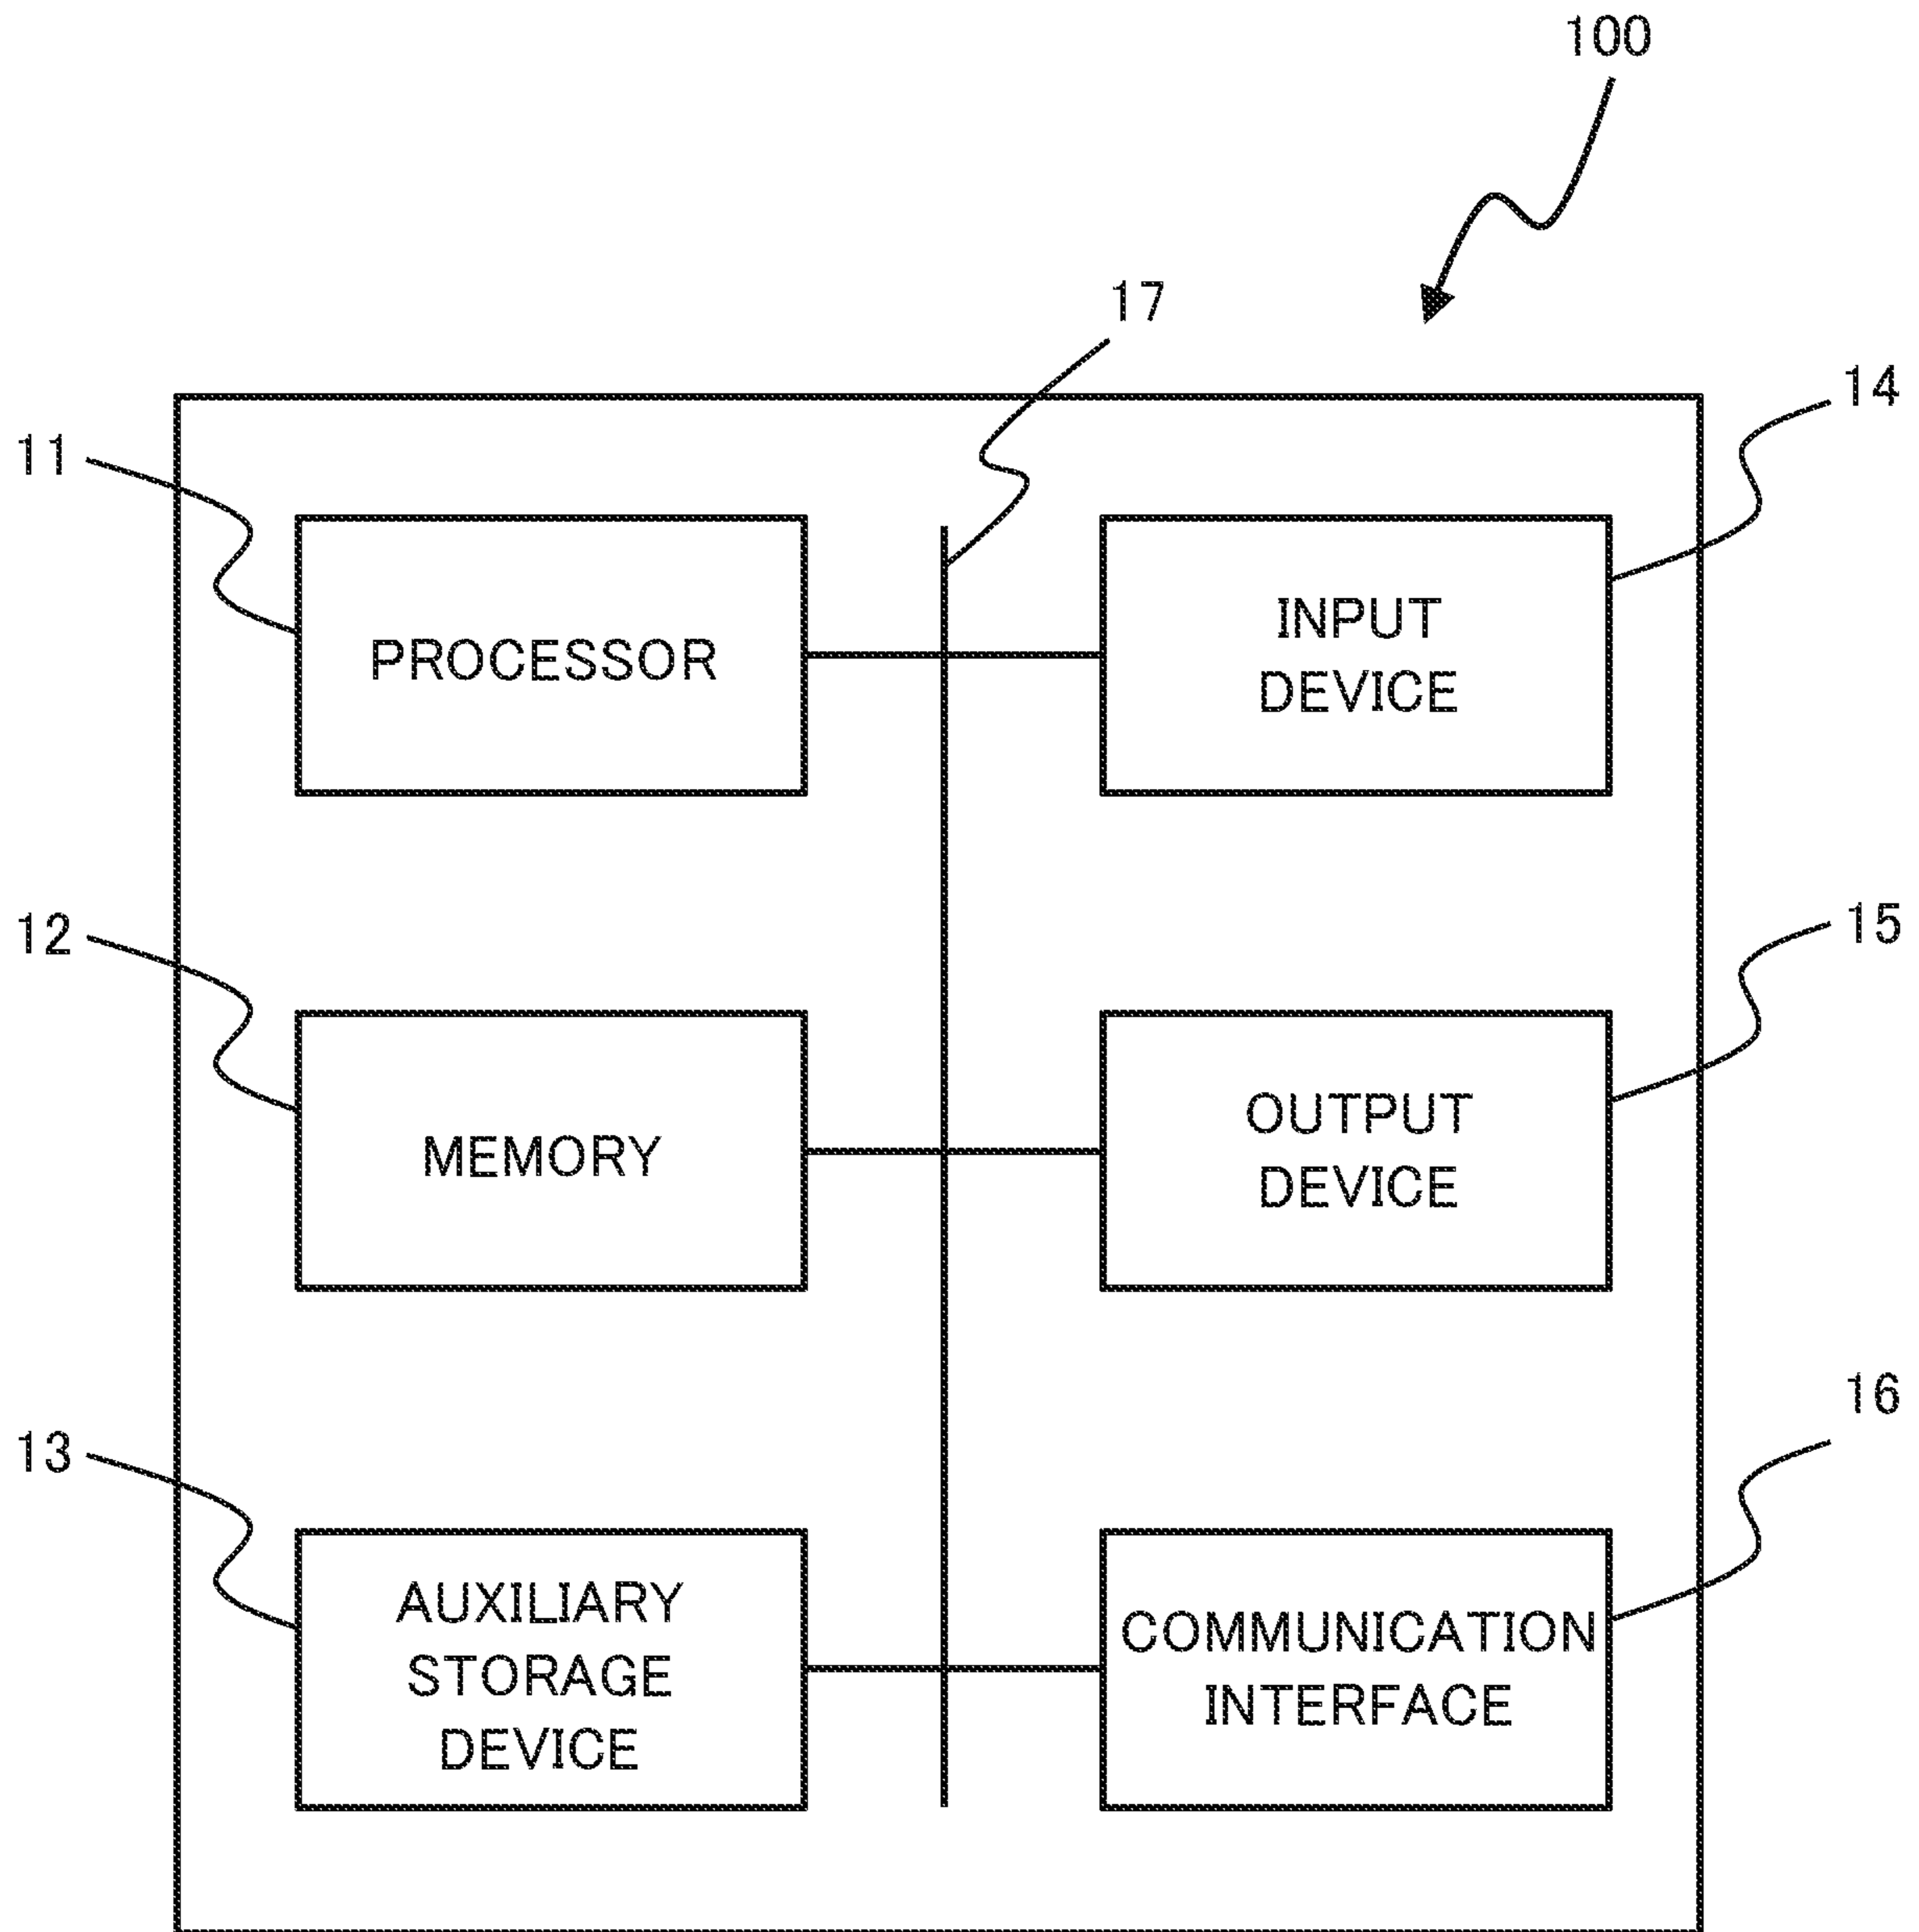 100
17
14
11
PROCESSOR
INPUT
DEVICE
12
15
MEMORY
OUTPUT
DEVICE
16
13
AUXILIARY
STORAGE
DEVICE
COMMUNICATION
INTERFACE